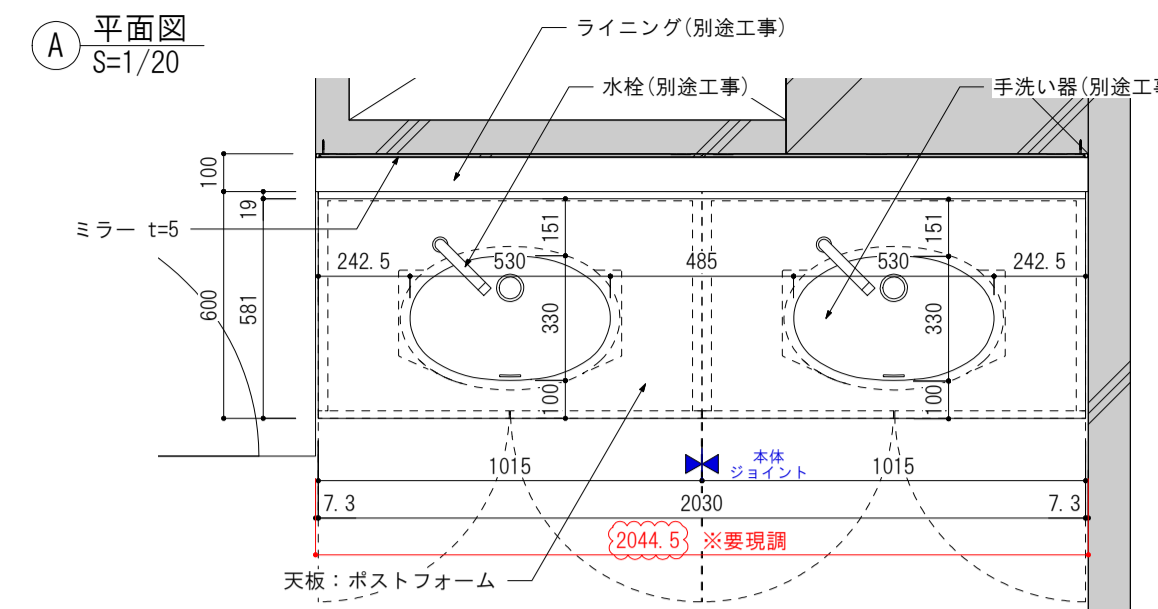 A 平面図
S=1/20
ライニング(別途工事)
水栓(別途工事)
手洗い器(別途工事
100
19
ミラー t=5
600
581
151
151
242.5
530
485
530
242.5
330
330
100
100
1015
本体
ジョイント
1015
7.3
2030
7.3
2044.5 ※要現調
天板：ポストフォーム